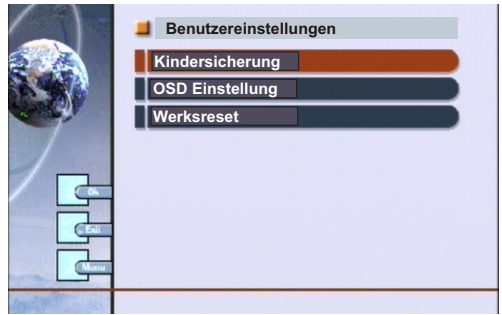 Benutzereinstellungen
Kindersicherung
OSD Einstellung
Werksreset
Ok
Exit
Menu